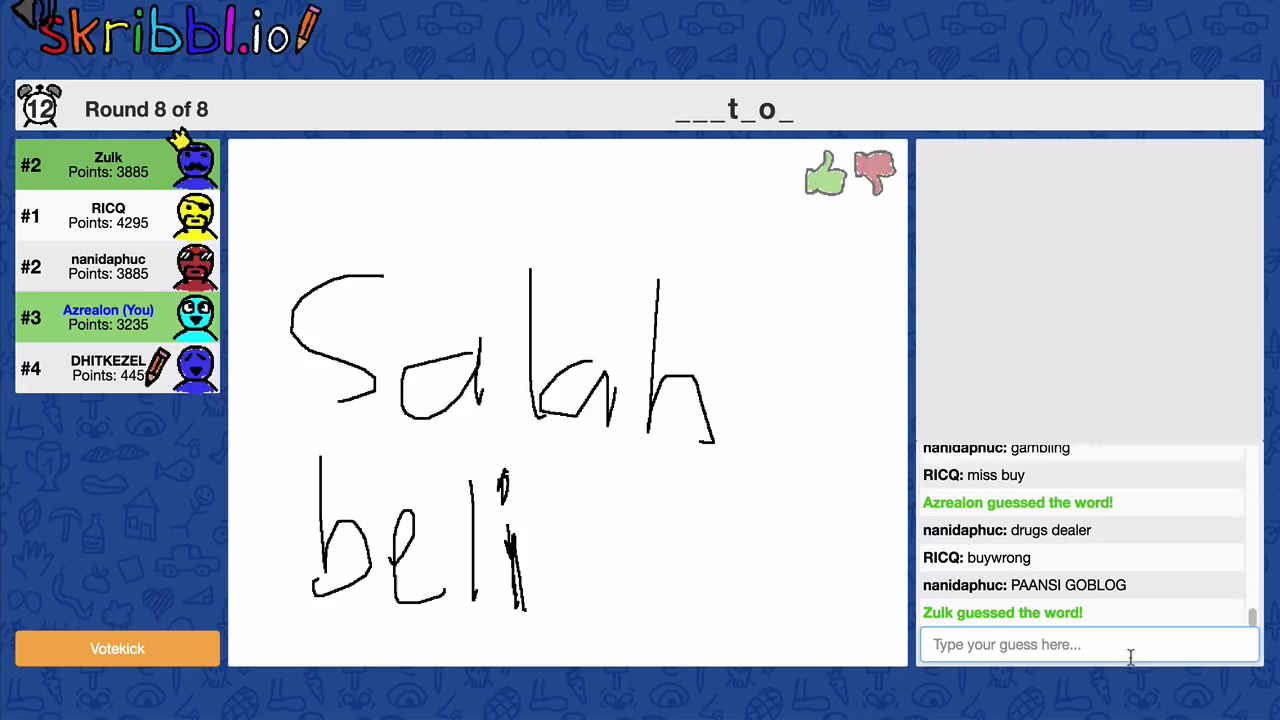 skribbl.io!
12
Round 8 of 8
___t_o_
#2
Zulk
Points: 3885
#1
RICQ
Points: 4295
#2
nanidaphuc
Points: 3885
#3
Azrealon (You)
Points: 3235
#4
DHITKEZEL
Points: 445
Votekick
Salah
beli
nanidaphuc: gambling
RICQ: miss buy
Azrealon guessed the word!
nanidaphuc: drugs dealer
RICQ: buywrong
nanidaphuc: PAANSI GOBLOG
Zulk guessed the word!
Type your guess here...